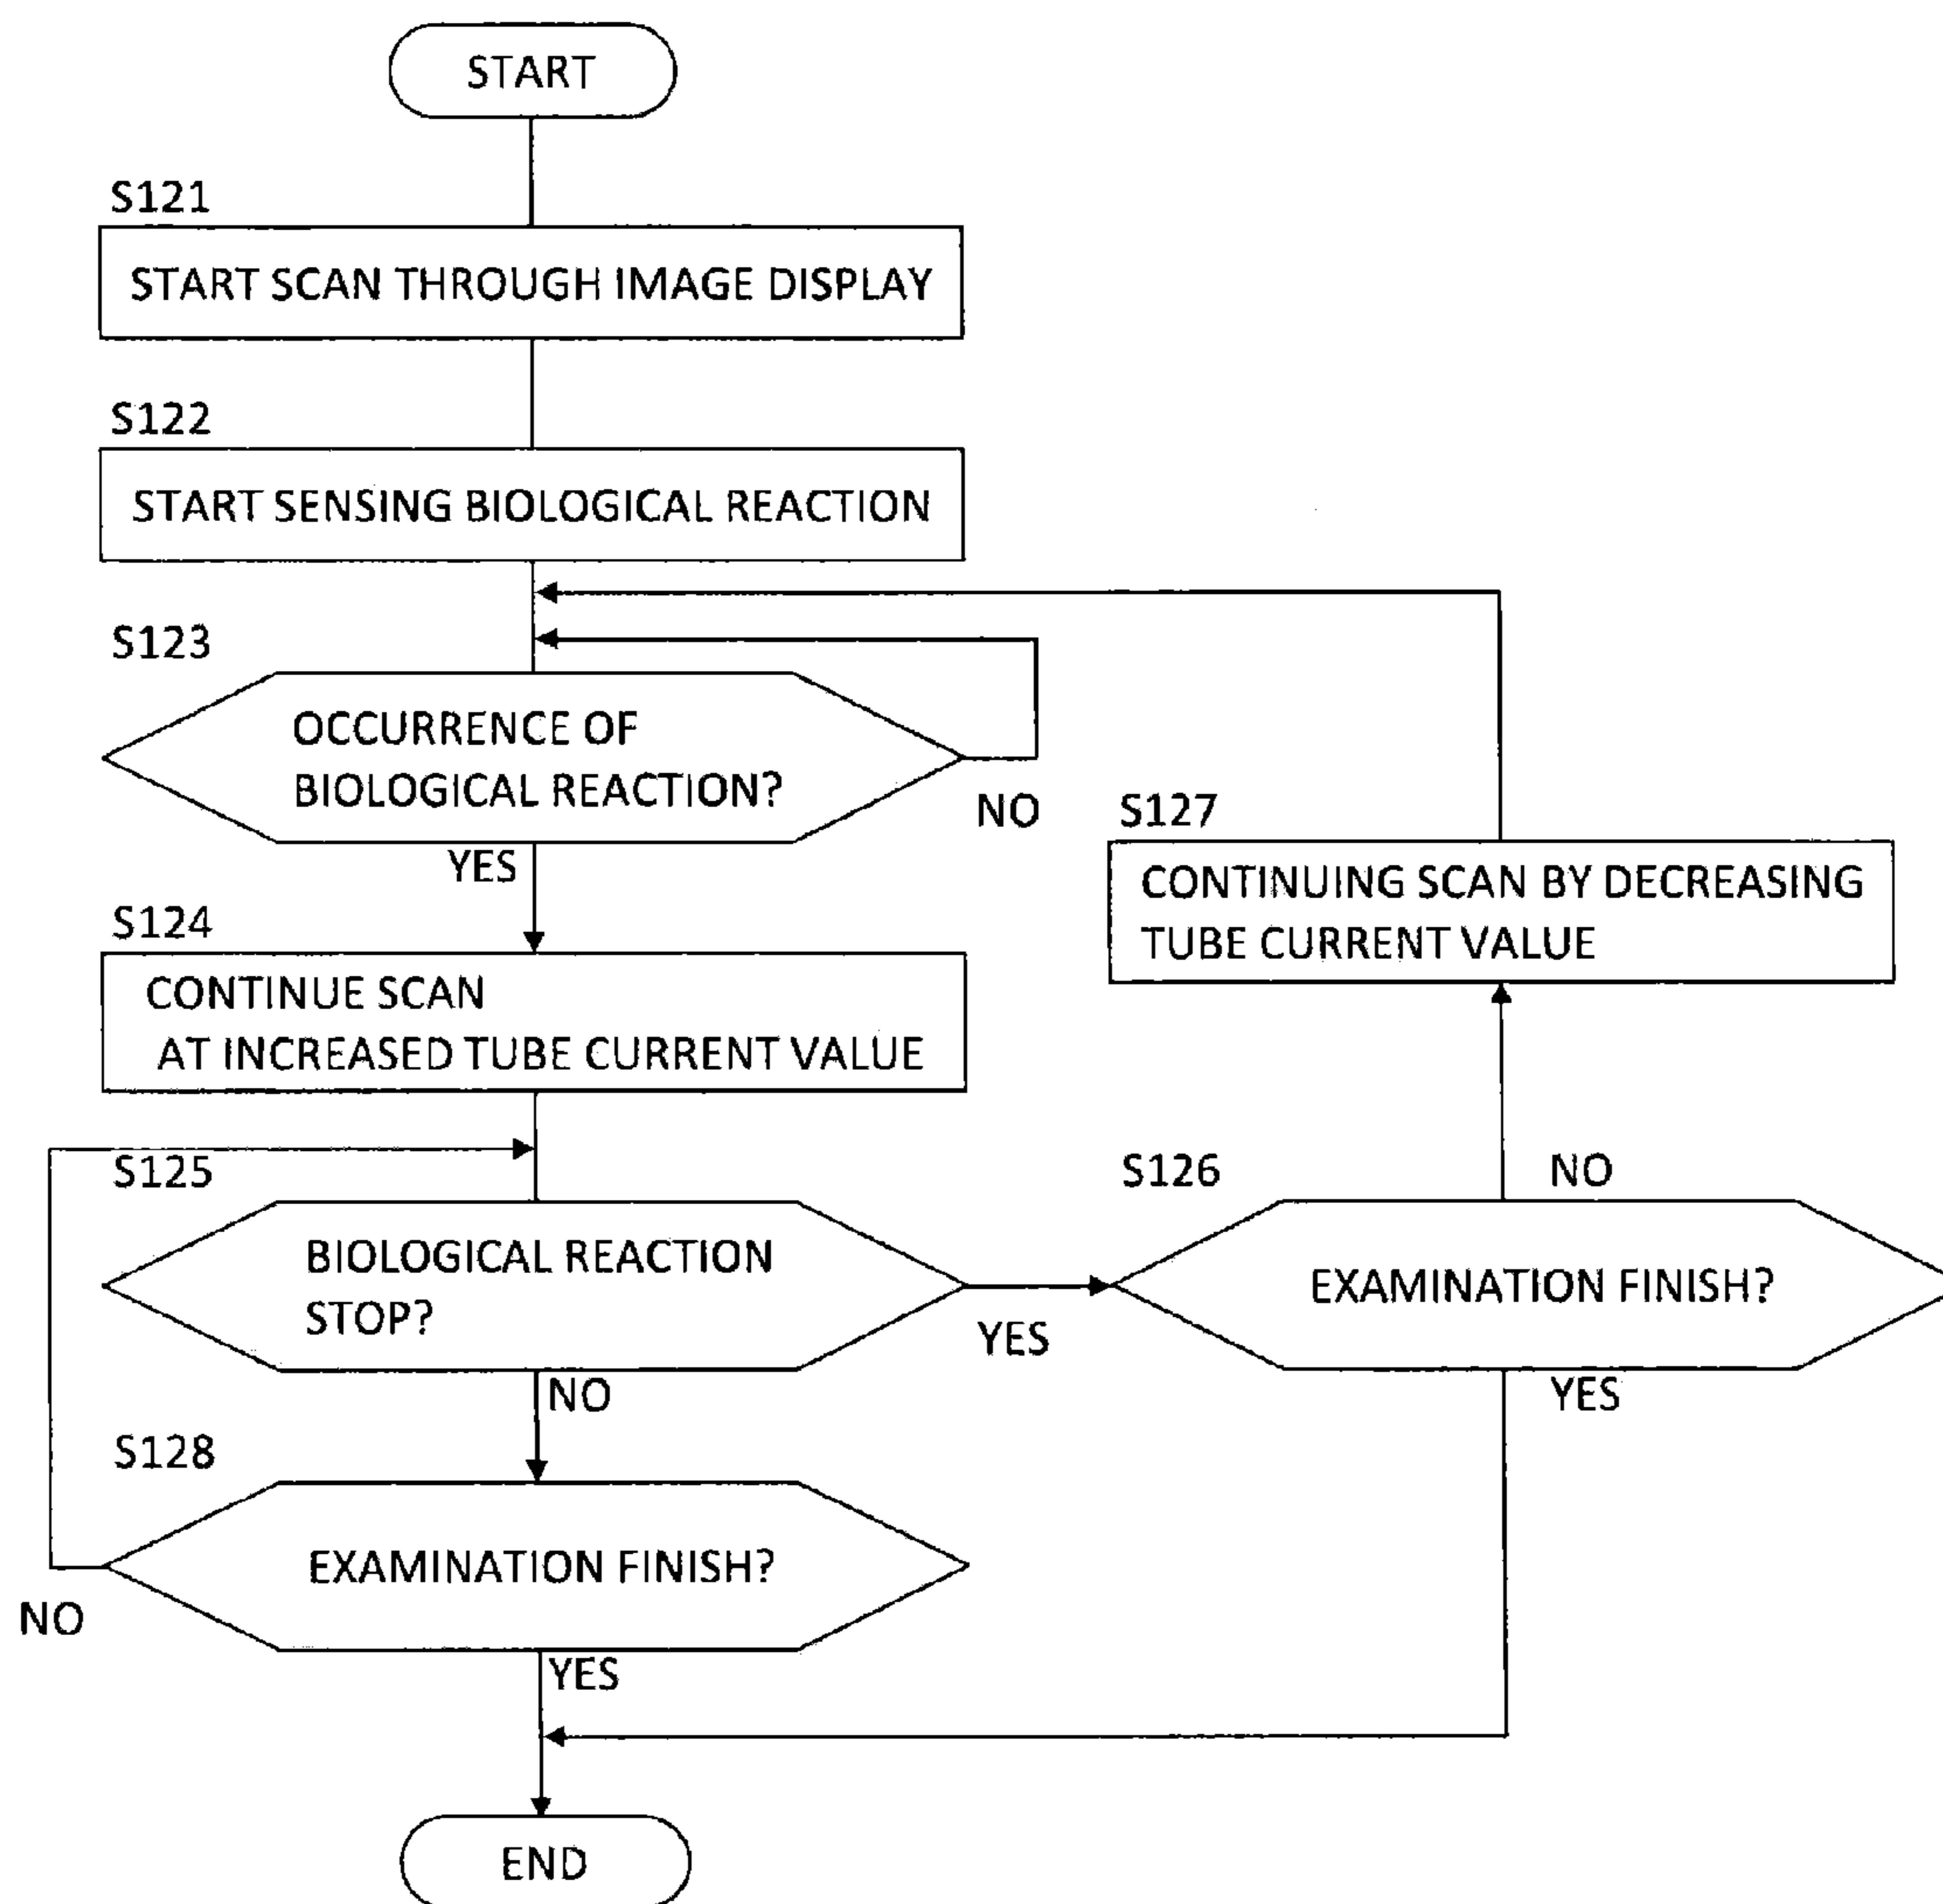 START
S121
START SCAN THROUGH IMAGE DISPLAY
S122
START SENSING BIOLOGICAL REACTION
S123
OCCURRENCE OF
BIOLOGICAL REACTION?
NO
YES
S124
CONTINUE SCAN
AT INCREASED TUBE CURRENT VALUE
S125
BIOLOGICAL REACTION
STOP?
YES
NO
S126
EXAMINATION FINISH?
NO
YES
S127
CONTINUING SCAN BY DECREASING
TUBE CURRENT VALUE
S128
EXAMINATION FINISH?
NO
YES
END